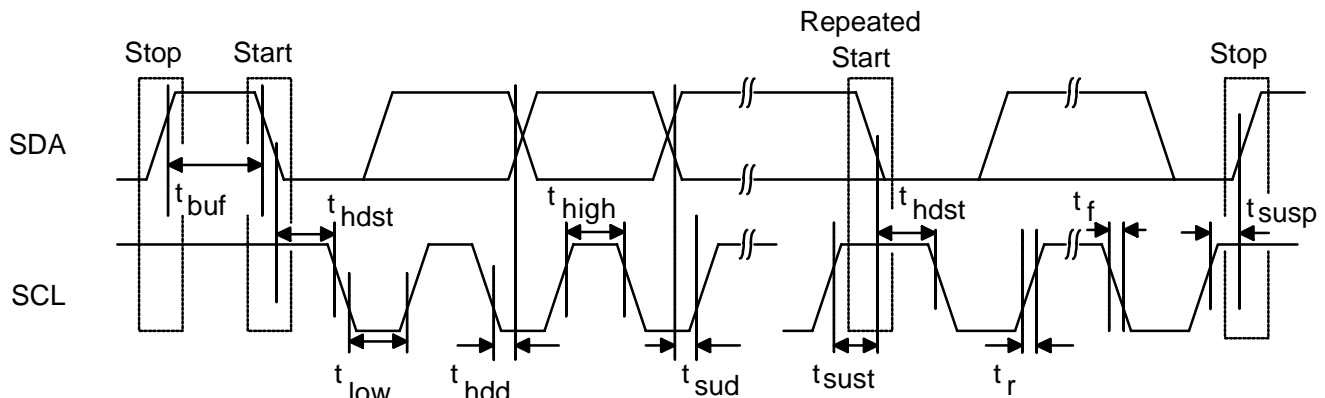 Repeated
Stop Start Start Stop
SDA
t buf t hdst t high t hdst t f t susp
SCL
t low t hdd t sud t sust t r